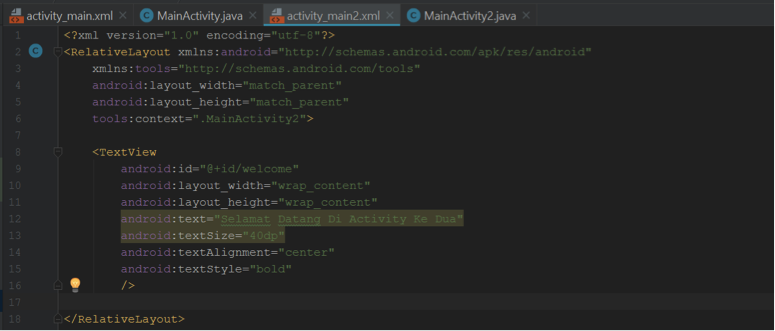 activity_main.xml MainActivity.java activity_main2.xml MainActivity2.java
1 <?xml version="1.0" encoding="utf-8"?>
2 <RelativeLayout xmlns:android="http://schemas.android.com/apk/res/android"
3 xmlns:tools="http://schemas.android.com/tools"
4 android:layout_width="match_parent"
5 android:layout_height="match_parent"
6 tools:context=".MainActivity2">
7
8 <TextView
9 android:id="@+id/welcome"
10 android:layout_width="wrap_content"
11 android:layout_height="wrap_content"
12 android:text="Selamat Datang Di Activity Ke Dua"
13 android:textSize="40dp"
14 android:textAlignment="center"
15 android:textStyle="bold"
16 />
17
18 </RelativeLayout>